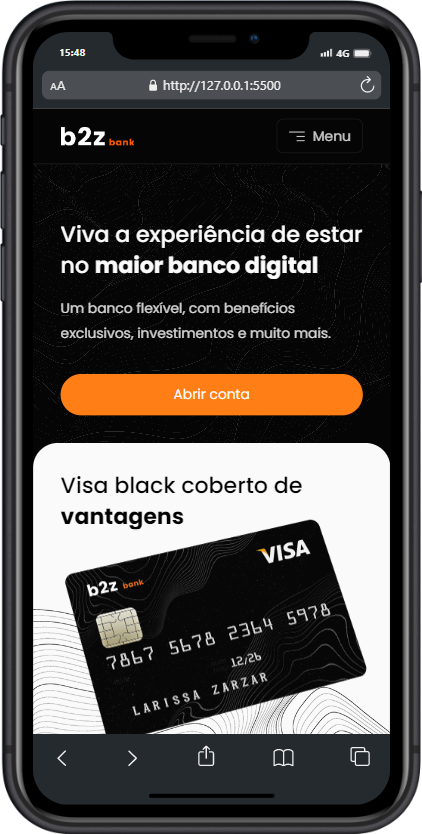 15:48
4G
AA
http://127.0.0.1:5500
b2z bank
Menu
Viva a experiência de estar
no maior banco digital
Um banco flexível, com benefícios
exclusivos, investimentos e muito mais.
Abrir conta
Visa black coberto de
vantagens
b2z bank
VISA
7867 5678 2364 5978
12/26
LARISSA ZARZAR